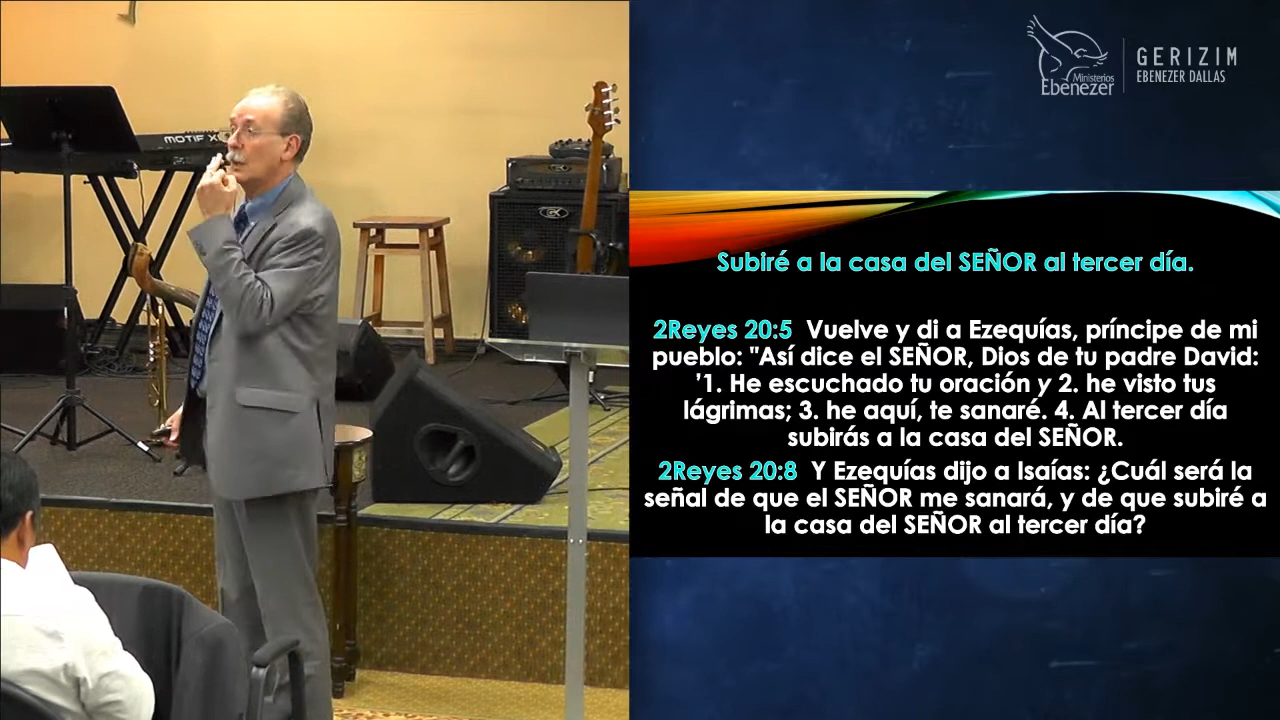 MOTIF X
GK
Ministerios
Ebenezer
GERIZIM
EBENEZER DALLAS
Subiré a la casa del SEÑOR al tercer día.
2Reyes 20:5 Vuelve y di a Ezequías, príncipe de mi
pueblo: "Así dice el SEÑOR, Dios de tu padre David:
'1. He escuchado tu oración y 2. he visto tus
lágrimas; 3. he aquí, te sanaré. 4. Al tercer día
subirás a la casa del SEÑOR.
2Reyes 20:8 Y Ezequías dijo a Isaías: ¿Cuál será la
señal de que el SEÑOR me sanará, y de que subiré a
la casa del SEÑOR al tercer día?